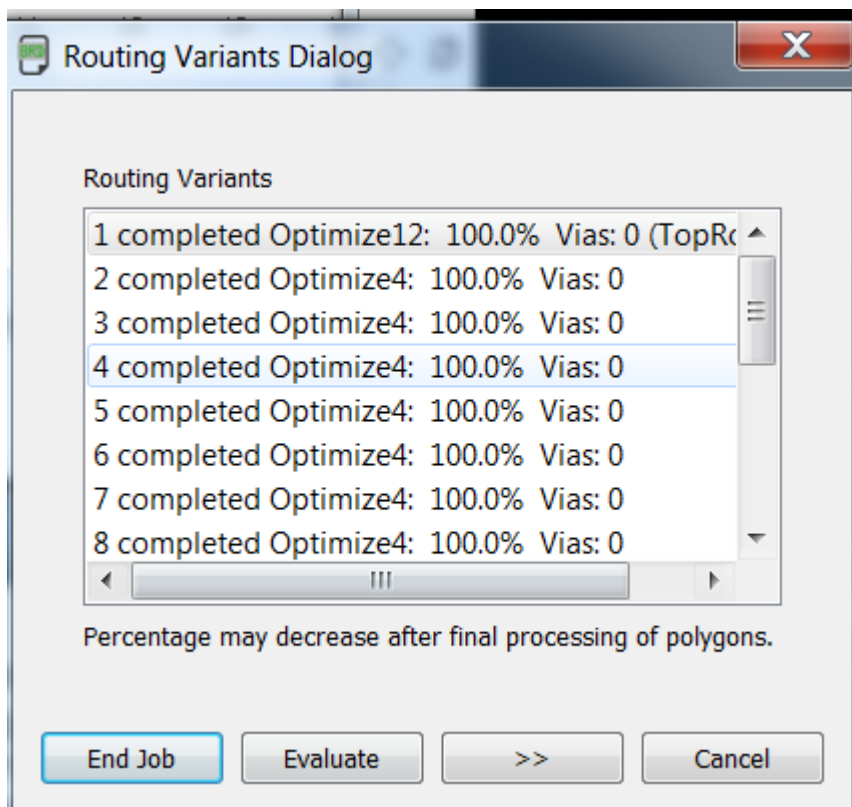 BRD
Routing Variants Dialog
Routing Variants
1 completed Optimize12: 100.0% Vias: 0
2 completed Optimize4: 100.0% Vias: 0
3 completed Optimize4: 100.0% Vias: 0
4 completed Optimize4: 100.0% Vias: 0
5 completed Optimize4: 100.0% Vias: 0
6 completed Optimize4: 100.0% Vias: 0
7 completed Optimize4: 100.0% Vias: 0
8 completed Optimize4: 100.0% Vias: 0
Percentage may decrease after final processing of polygons.
End Job Evaluate >> Cancel